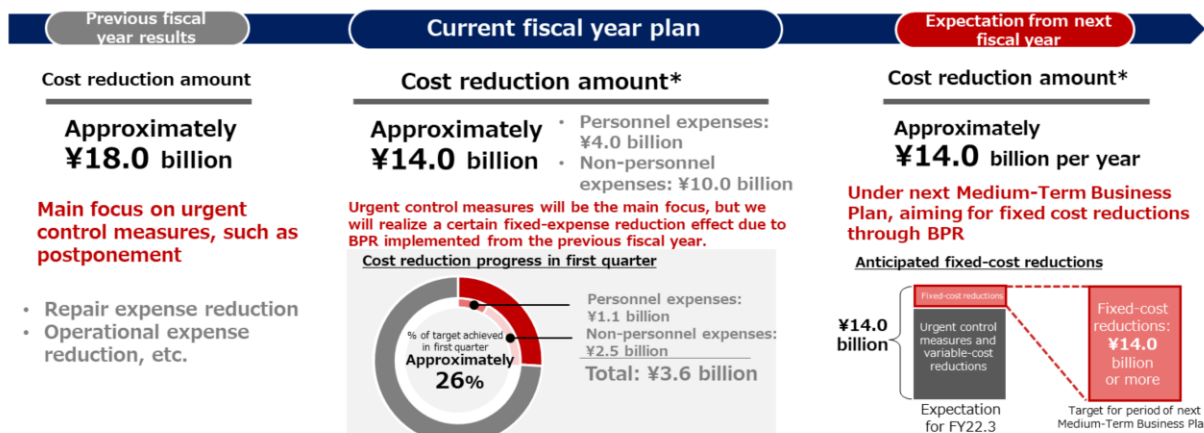 Previous fiscal
year results
Current fiscal year plan
Expectation from next
fiscal year
Cost reduction amount
Approximately
¥18.0 billion
Main focus on urgent
control measures, such as
postponement
• Repair expense reduction
• Operational expense
reduction, etc.
Cost reduction amount*
Approximately
¥14.0 billion
• Personnel expenses:
¥4.0 billion
• Non-personnel
expenses: ¥10.0 billion
Urgent control measures will be the main focus, but we
will realize a certain fixed-expense reduction effect due to
BPR implemented from the previous fiscal year.
Cost reduction progress in first quarter
% of target achieved
in first quarter
Approximately
26%
Personnel expenses:
¥1.1 billion
Non-personnel expenses:
¥2.5 billion
Total: ¥3.6 billion
Cost reduction amount*
Approximately
¥14.0 billion per year
Under next Medium-Term Business
Plan, aiming for fixed cost reductions
through BPR
Anticipated fixed-cost reductions
¥14.0
billion
Fixed-cost reductions
Urgent control
measures and
variable-cost
reductions
Expectation
for FY22.3
Fixed-cost
reductions:
¥14.0
billion
or more
Target for period of next
Medium-Term Business Pla